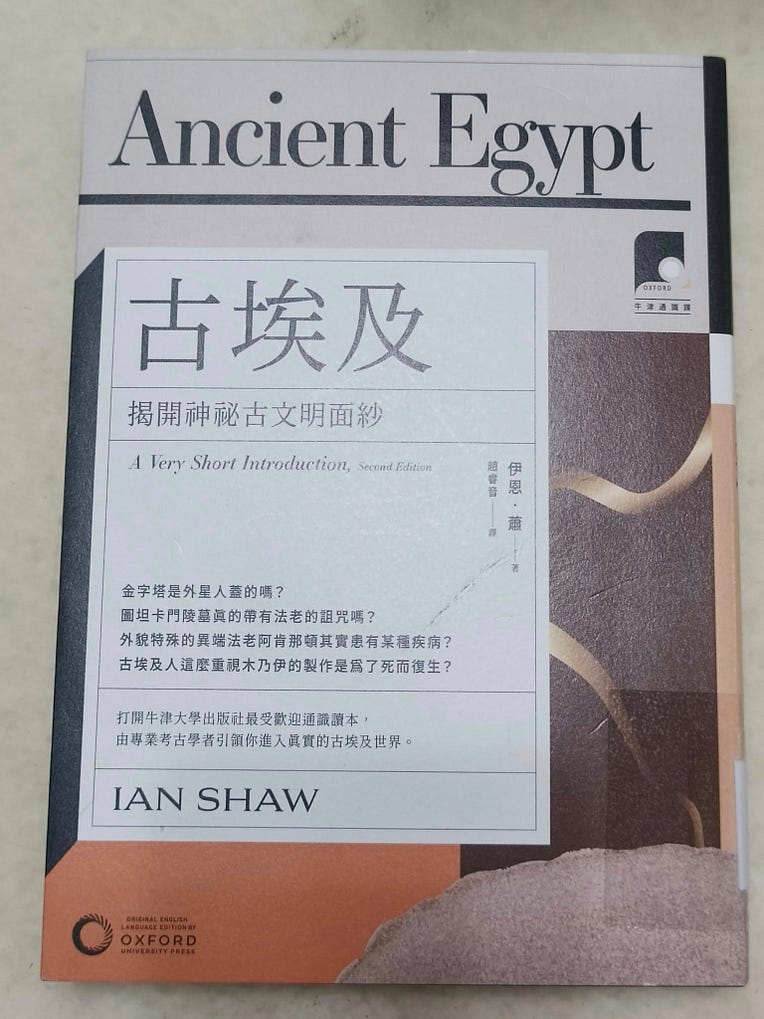 Ancient Egypt
OXFORD
牛津通識課
古埃及
揭開神祕古文明面紗
A Very Short Introduction, Second Edition
伊恩・蕭──著
趙睿音──譯
金字塔是外星人蓋的嗎？
圖坦卡門陵墓眞的帶有法老的詛咒嗎？
外貌特殊的異端法老阿肯那頓其實患有某種疾病？
古埃及人這麼重視木乃伊的製作是爲了死而復生？
打開牛津大學出版社最受歡迎通識讀本，
由專業考古學者引領你進入眞實的古埃及世界。
IAN SHAW
ORIGINAL ENGLISH
LANGUAGE EDITION BY
OXFORD
UNIVERSITY PRESS